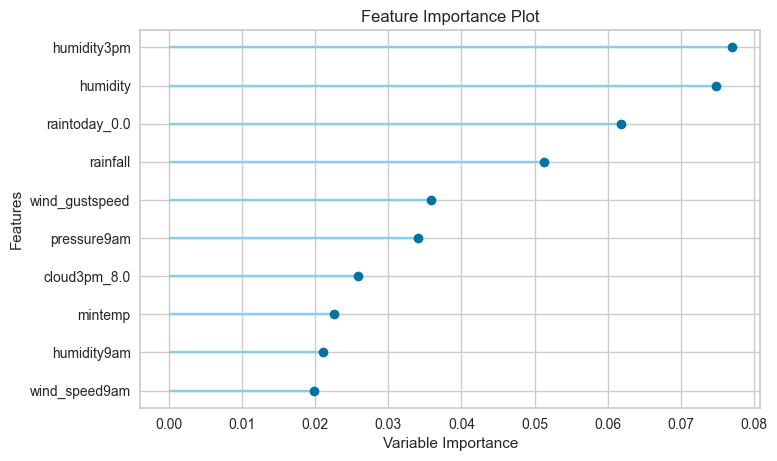 Feature Importance Plot
Features
humidity3pm
humidity
raintoday_0.0
rainfall
wind_gustspeed
pressure9am
cloud3pm_8.0
mintemp
humidity9am
wind_speed9am
0.00 0.01 0.02 0.03 0.04 0.05 0.06 0.07 0.08
Variable Importance